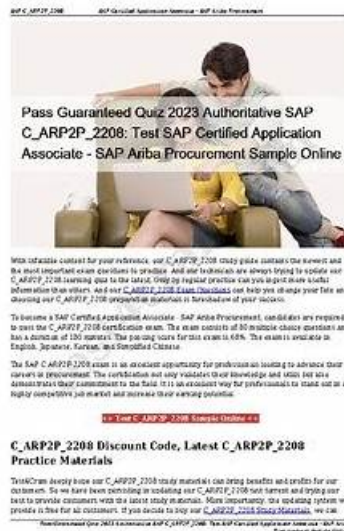 SAP C_ARP2P_2208 SAP Certified Application Associate - SAP Ariba Procurement
Pass Guaranteed Quiz 2023 Authoritative SAP
C_ARP2P_2208: Test SAP Certified Application
Associate - SAP Ariba Procurement Sample Online
With infallible content for your reference, our C_ARP2P_2208 study guide contains the newest and
the most important exam questions to practice. And our technicals are always trying to update our
C_ARP2P_2208 learning quiz to the latest. Only by regular practice can you ingest more useful
information than others. And our C_ARP2P_2208 Exam Questions can help you change your fate and
choosing our C_ARP2P_2208 preparation materials is foreshadow of your success.
To become a SAP Certified Application Associate - SAP Ariba Procurement, candidates are required
to pass the C_ARP2P_2208 certification exam. The exam consists of 80 multiple choice questions and
has a duration of 180 minutes. The passing score for this exam is 68%. The exam is available in
English, Japanese, Korean, and Simplified Chinese.
The SAP C_ARP2P_2208 exam is an excellent opportunity for professionals looking to advance their
careers in procurement. The certification not only validates their knowledge and skills but also
demonstrates their commitment to the field. It is an excellent way for professionals to stand out in a
highly competitive job market and increase their earning potential.
>> Test C_ARP2P_2208 Sample Online <<
C_ARP2P_2208 Discount Code, Latest C_ARP2P_2208
Practice Materials
deeply hope our C_ARP2P_2208 study materials can bring benefits and profits for our
customers. So we have been persisting in updating our C_ARP2P_2208 test torrent and trying our
best to provide customers with the latest study materials. More importantly, the updating system we
provide is free for all customers. If you decide to buy our C_ARP2P_2208 Study Materials, we can